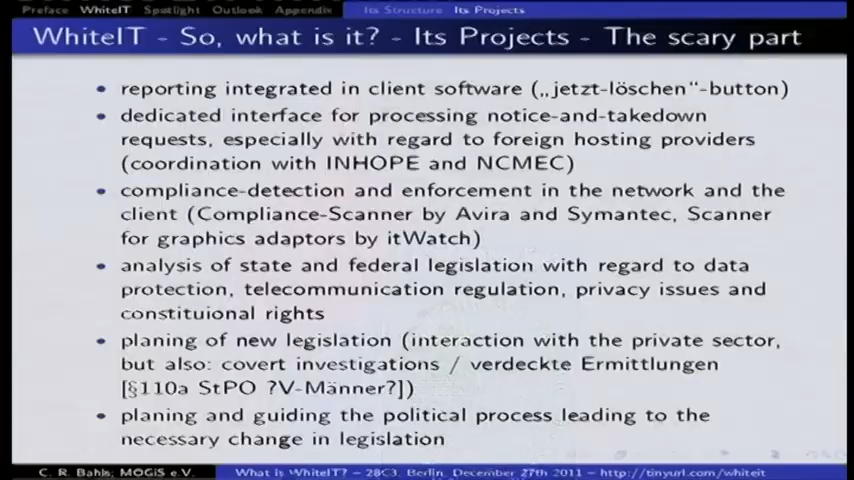 Preface WhiteIT Spotlight Outlook Appendix Its Structure Its Projects
WhiteIT - So, what is it? - Its Projects - The scary part
• reporting integrated in client software („jetzt-löschen“-button)
• dedicated interface for processing notice-and-takedown
requests, especially with regard to foreign hosting providers
(coordination with INHOPE and NCMEC)
• compliance-detection and enforcement in the network and the
client (Compliance-Scanner by Avira and Symantec, Scanner
for graphics adaptors by itWatch)
• analysis of state and federal legislation with regard to data
protection, telecommunication regulation, privacy issues and
constituional rights
• planing of new legislation (interaction with the private sector,
but also: covert investigations / verdeckte Ermittlungen
[§110a StPO ?V-Männer?])
• planing and guiding the political process leading to the
necessary change in legislation
C. R. Bahls, MOGiS e.V. What is WhiteIT? - 28C3, Berlin, December 27th 2011 - http://tinyurl.com/whiteit